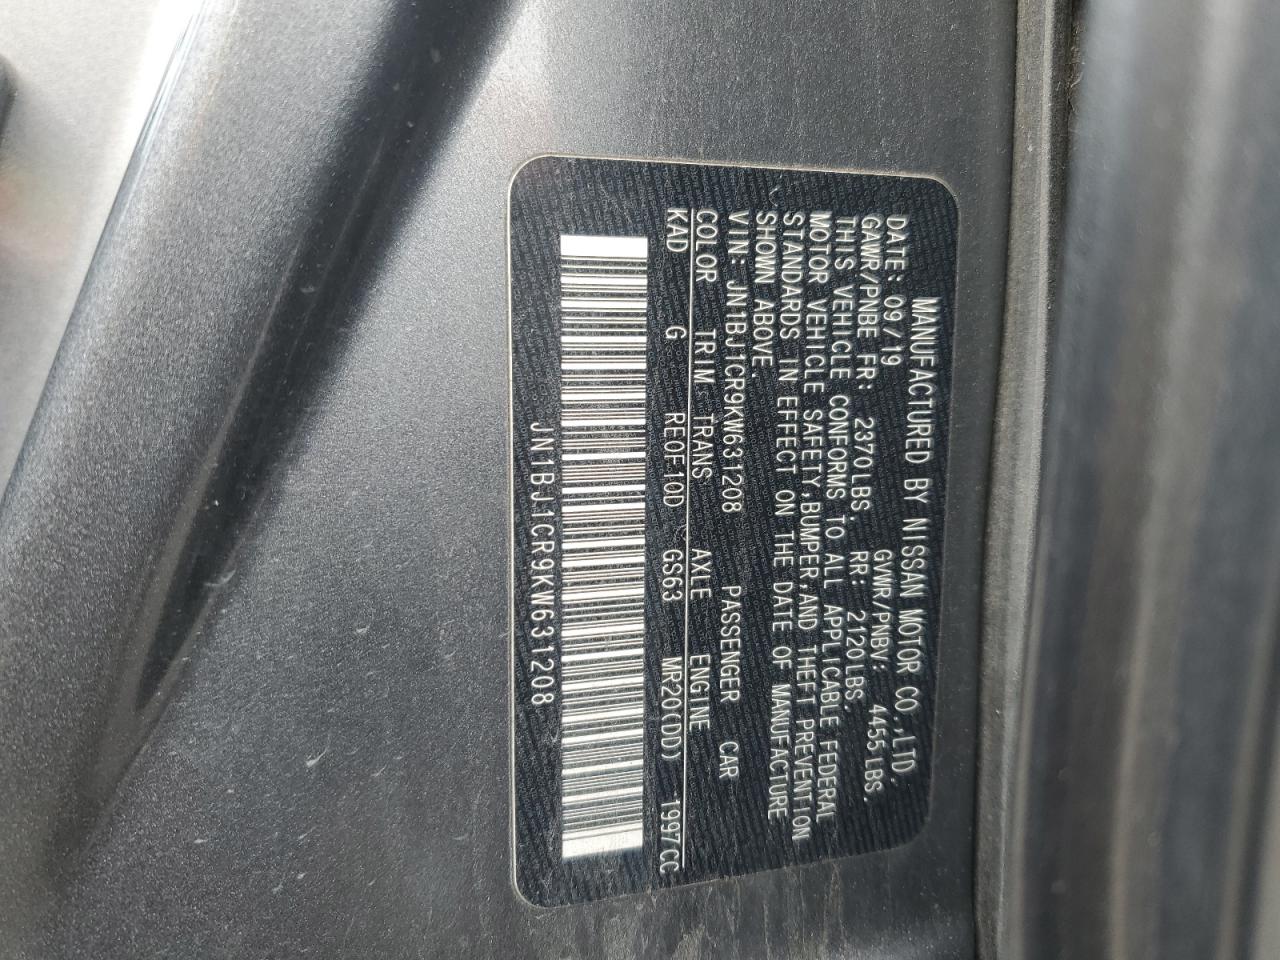 MANUFACTURED BY NISSAN MOTOR CO.,LTD.
DATE: 09/19 GVWR/PNBV: 4455LBS.
GAWR/PNBE FR: 2370LBS. RR: 2120LBS.
THIS VEHICLE CONFORMS TO ALL APPLICABLE FEDERAL
MOTOR VEHICLE SAFETY,BUMPER,AND THEFT PREVENTION
STANDARDS IN EFFECT ON THE DATE OF MANUFACTURE
SHOWN ABOVE.
VIN: JN1BJ1CR9KW631208 PASSENGER CAR
COLOR TRIM TRANS AXLE ENGINE
KAD G RE0F10D GS63 MR20(DD) 1997CC
JN1BJ1CR9KW631208